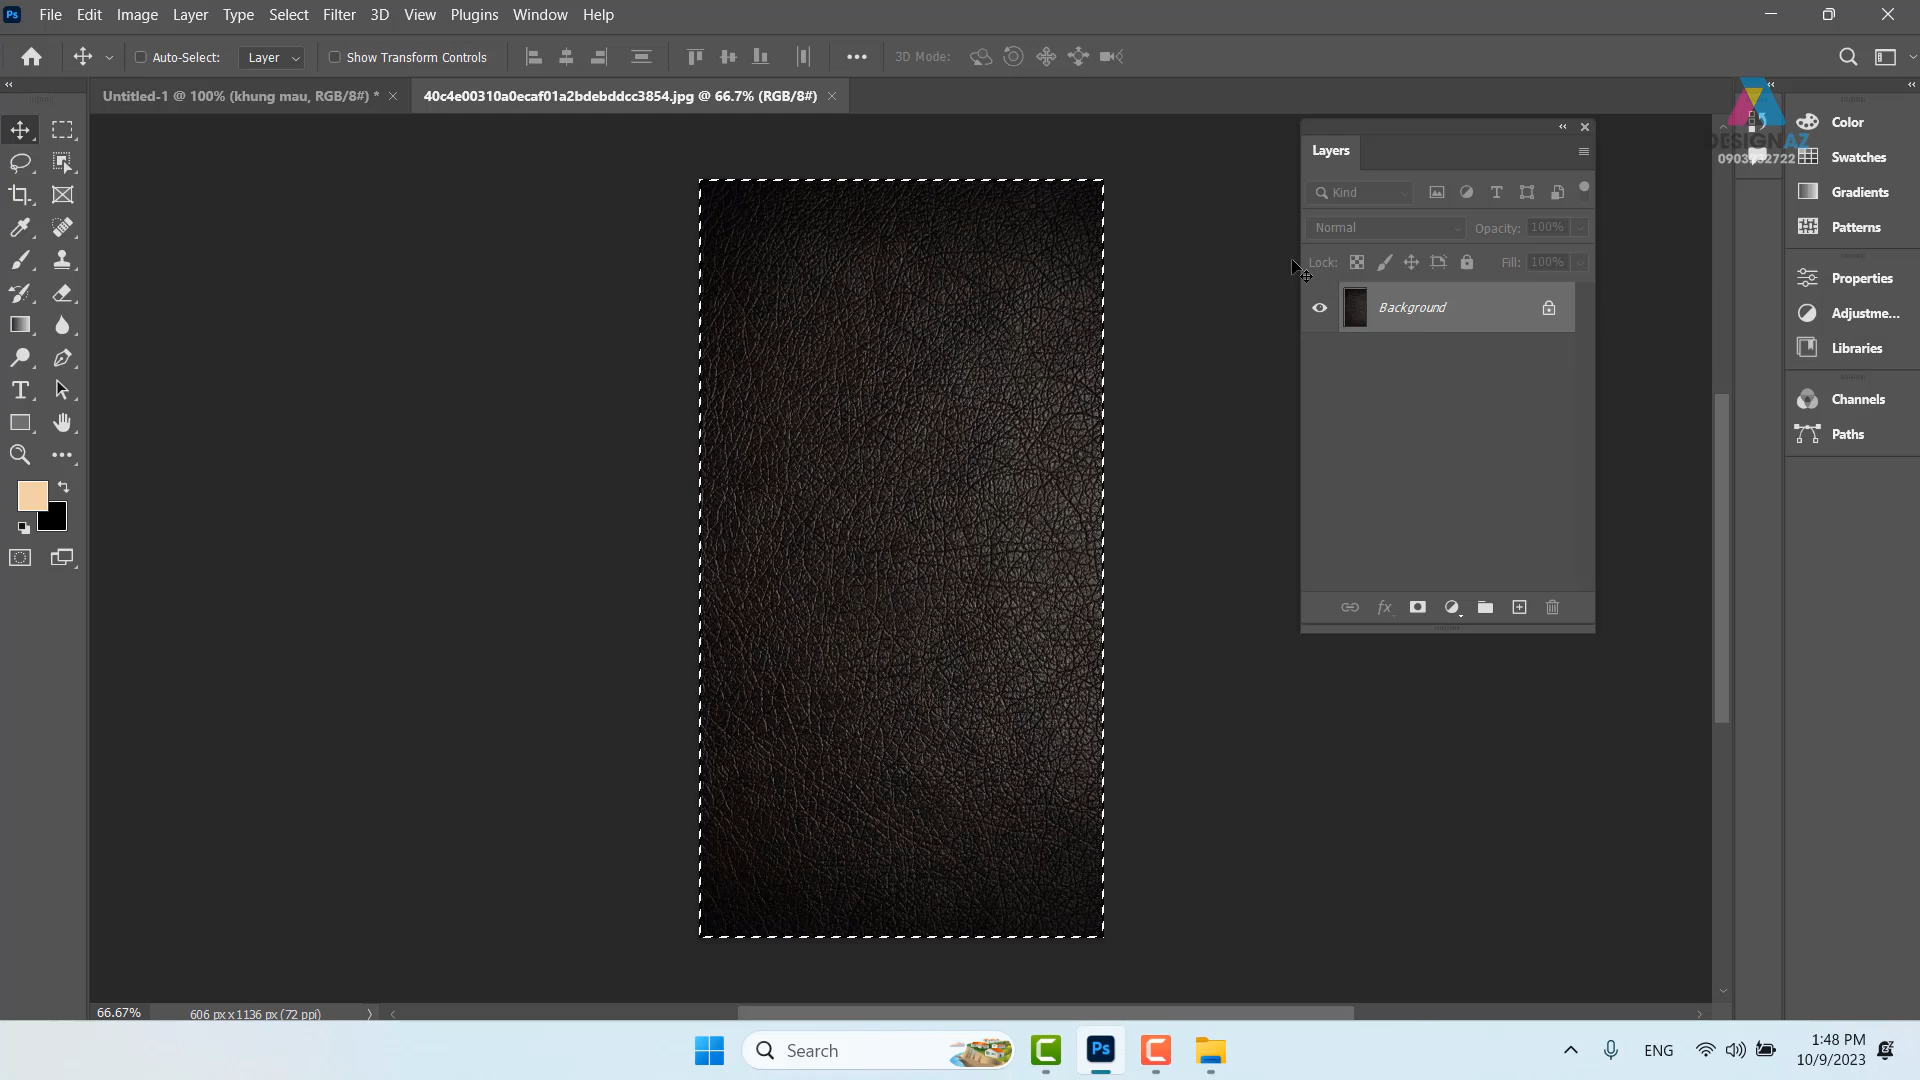 Ps File Edit Image Layer Type Select Filter 3D View Plugins Window Help
Auto-Select: Layer Show Transform Controls 3D Mode:
Untitled-1 @ 100% (khung mau, RGB/8#) *
40c4e00310a0ecaf01a2bdebddcc3854.jpg @ 66.7% (RGB/8#)
DESIGNAZ
Layers
Kind
Normal Opacity: 100%
Lock: Fill: 100%
Background
fx
Color
Swatches
Gradients
Patterns
Properties
Adjustme...
Libraries
Channels
Paths
66.67% 606 px x 1136 px (72 ppi)
Search
Ps
ENG
1:48 PM
10/9/2023